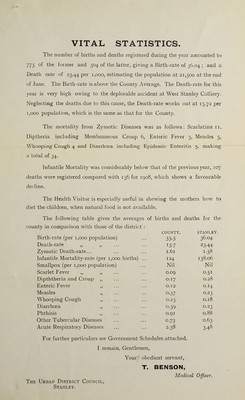 VITAL STATISTICS.
The number of births and deaths registered during the year amounted to
775 of the former and 504 of the latter, giving a Birth-rate of 36.04; and a
Death rate of 23.44 per 1,000, estimating the population at 21,500 at the end
of June. The Birth-rate is above the County Average. The Death-rate for this
year is very high owing to the deplorable accident at West Stanley Colliery.
Neglecting the deaths due to this cause, the Death-rate works out at 15.72 per
1,000 population, which is the same as that for the County.
The mortality from Zymotic Diseases was as follows: Scarlatina 11,
Diptheria including Membraneous Group 6, Enteric Fever 3, Measles 5,
Whooping Cough 4 and Diarrhœa including Epidemic Enteritis 5, making
a total of 34.
Infantile Mortality was considerably below that of the previous year, 107
deaths were registered compared with 136 for 1908, which shows a favourable
decline.
The Health Visitor is especially useful in shewing the mothers how to
diet the children, when natural food is not available.
The following table gives the averages of births and deaths for the
county in comparison with those of the district :
COUNTY. STANLEY.
Birth-rate (per 1,000 population) ... 33.5 36.04
Death-rate „ „ ... 15.7 23.44
Zymotic Death-rate... „ ... 1.62 1.58
Infantile Mortality-rate (per 1,000 births) ... 124 138.06
Smallpox (per 1,000 population) ... Nil Nil
Scarlet Fever „ „ ... 0.09 0.51
Diphtheria and Group „ ... 0.17 0.28
Enteric Fever „ ... 0.12 0.14
Measles „ ... 0.37 0.23
Whooping Cough „ ... 0.25 0.18
Diarrhœa „ ... 0.59 0.23
Phthisis „ ... 0.91 0.88
Other Tubercular Diseases ... 0.73 0.63
Acute Respiratory Diseases ... 2.38 3.48
For further particulars are Government Schedules attached.
I remain, Gentlemen,
Your obedient servant,
T. BENSON,
Medical Officer.
THE URBAN DISTRICT COUNCIL,
STANLEY.